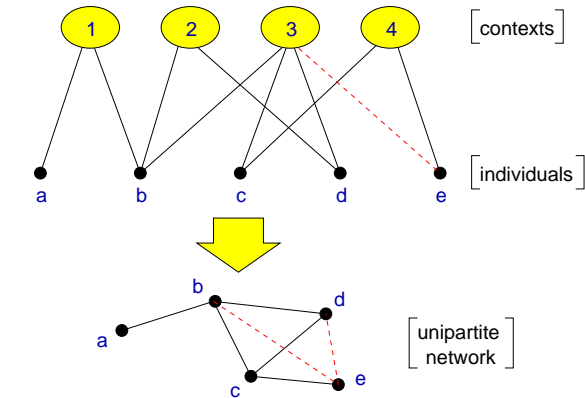 1 2 3 4
contexts
individuals
a b c d e
b
d
a
e
c
unipartite
network